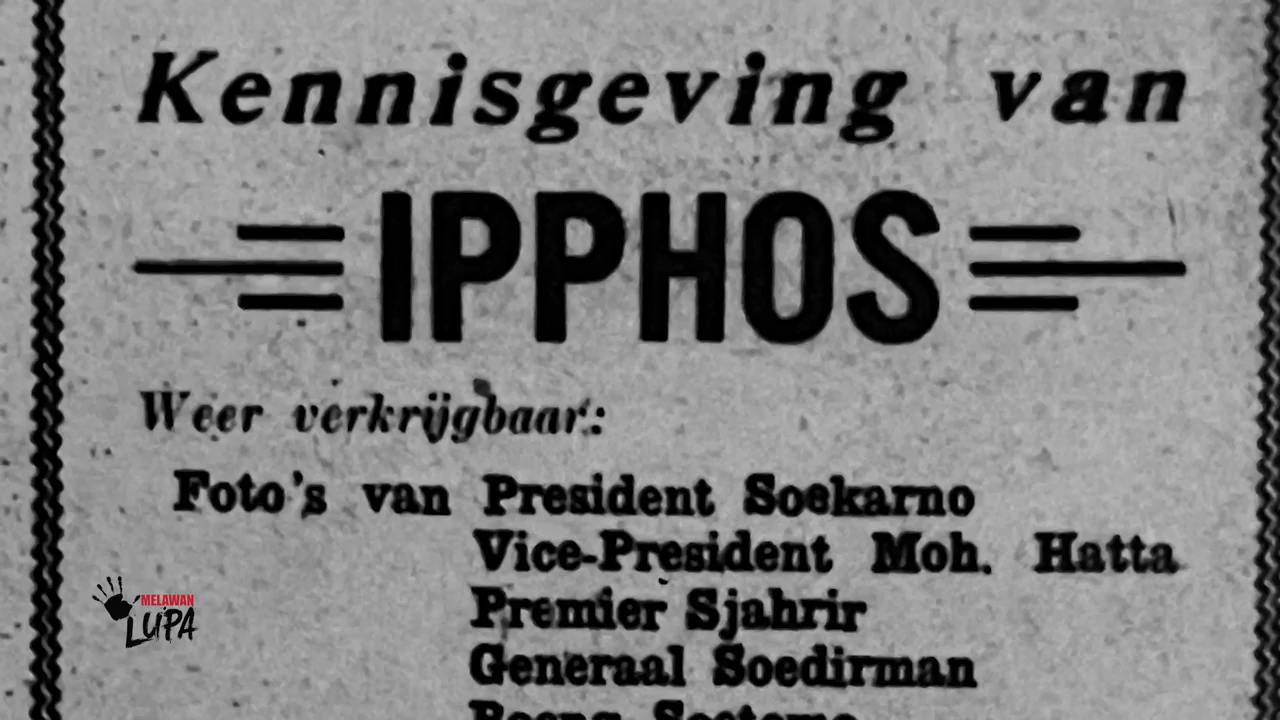 Kennisgeving van
IPPHOS
Weer verkrijgbaar:
Foto's van President Soekarno
Vice-President Moh. Hatta
Premier Sjahrir
Generaal Soedirman
MELAWAN
LUPA